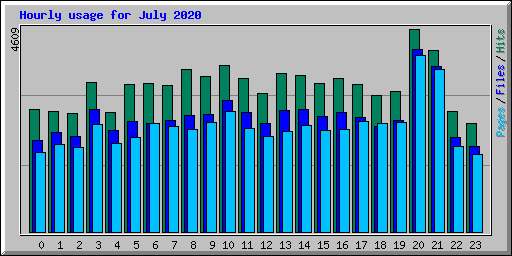 Hourly usage for July 2020
4609
Pages / Files / Hits
0 1 2 3 4 5 6 7 8 9 10 11 12 13 14 15 16 17 18 19 20 21 22 23